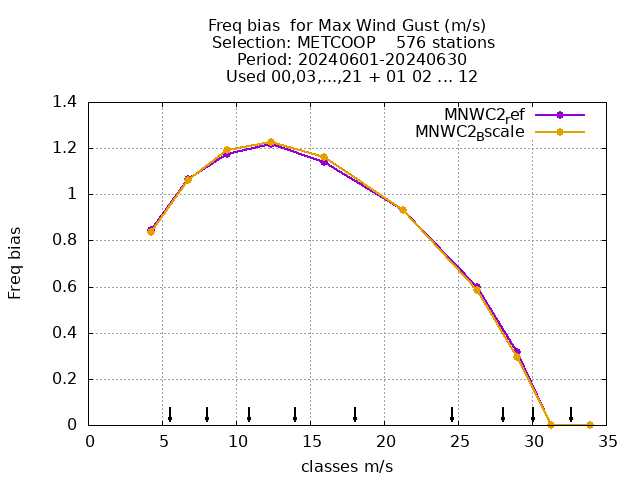 Freq bias  for Max Wind Gust (m/s)
Selection: METCOOP    576 stations
Period: 20240601-20240630
Used 00,03,...,21 + 01 02 ... 12
MNWC2ref
MNWC2Bscale
1.4
1.2
1
0.8
0.6
0.4
0.2
0
Freq bias
0 5 10 15 20 25 30 35
classes m/s